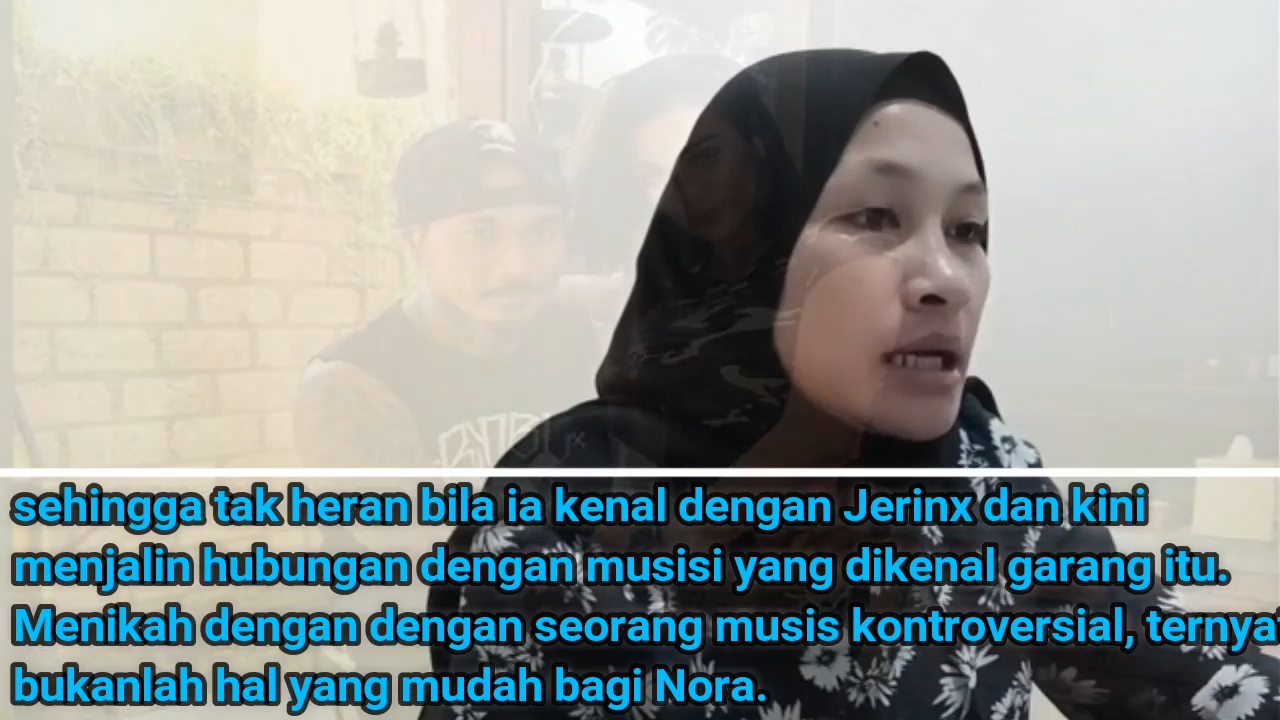 sehingga tak heran bila ia kenal dengan Jerinx dan kini
menjalin hubungan dengan musisi yang dikenal garang itu.
Menikah dengan dengan seorang musis kontroversial,
bukanlah hal yang mudah bagi Nora.